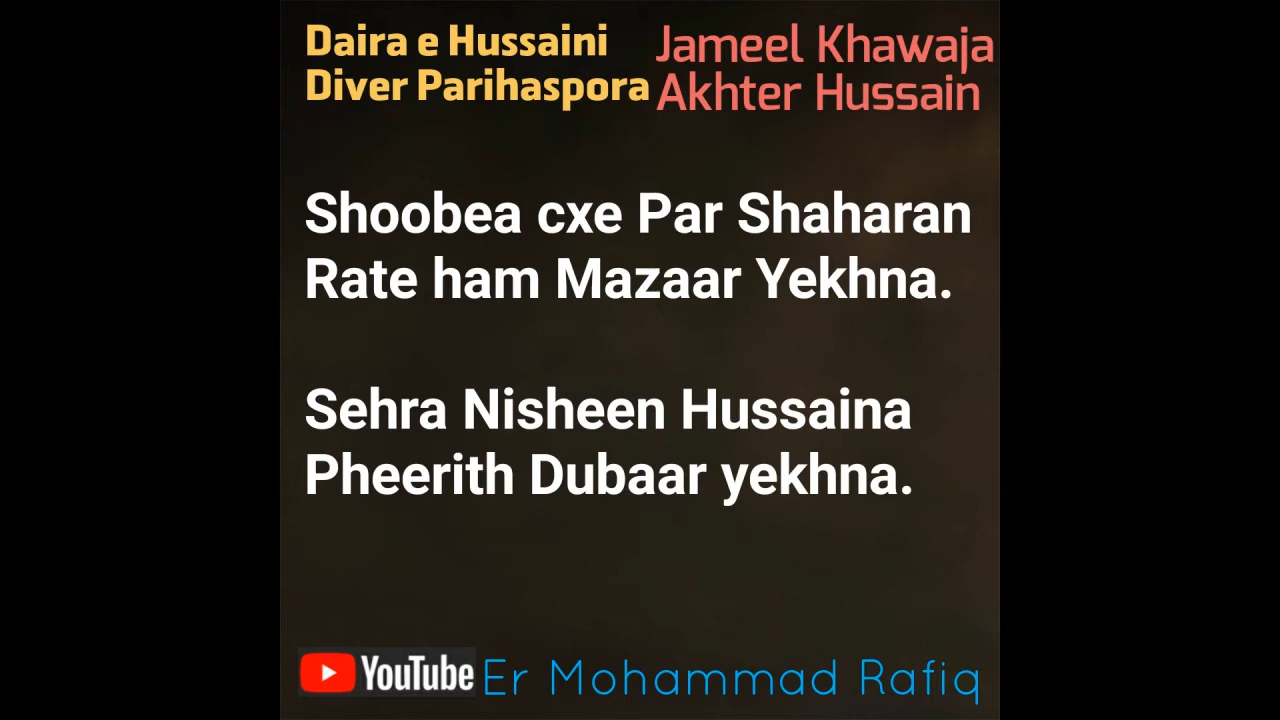 Daira e Hussaini
Diver Parihaspora
Jameel Khawaja
Akhter Hussain
Shoobea cxe Par Shaharan
Rate ham Mazaar Yekhna.
Sehra Nisheen Hussaina
Pheerith Dubaar yekhna.
YouTube Er Mohammad Rafiq